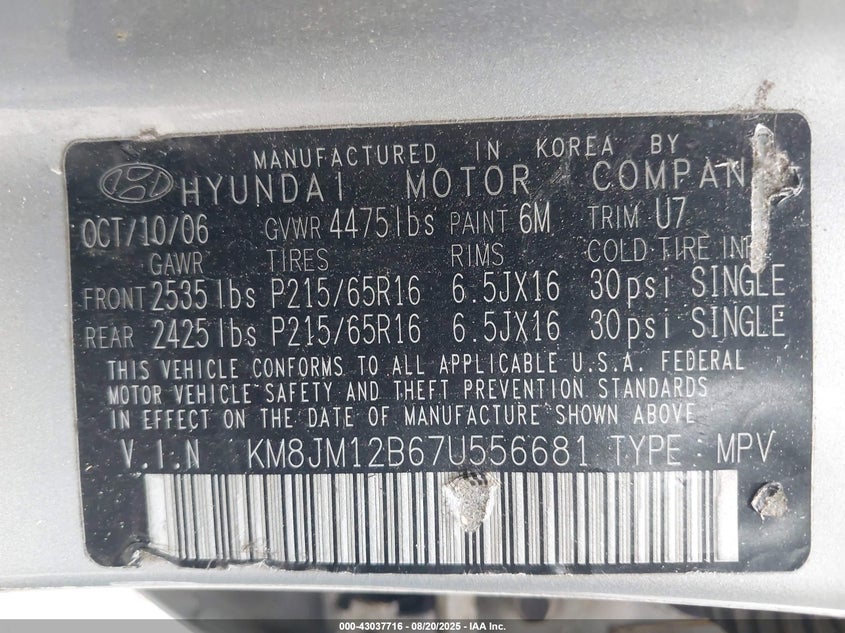 MANUFACTURED IN KOREA BY
HYUNDAI MOTOR COMPAN
OCT/10/06 GVWR 4475lbs PAINT 6M TRIM U7
GAWR TIRES RIMS COLD TIRE INF
FRONT 2535lbs P215/65R16 6.5JX16 30psi SINGLE
REAR 2425lbs P215/65R16 6.5JX16 30psi SINGLE
THIS VEHICLE CONFORMS TO ALL APPLICABLE U.S.A. FEDERAL
MOTOR VEHICLE SAFETY AND THEFT PREVENTION STANDARDS
IN EFFECT ON THE DATE OF MANUFACTURE SHOWN ABOVE
V.I.N KM8JM12B67U556681 TYPE : MPV
000-43037716 - 08/20/2025 - IAA Inc.